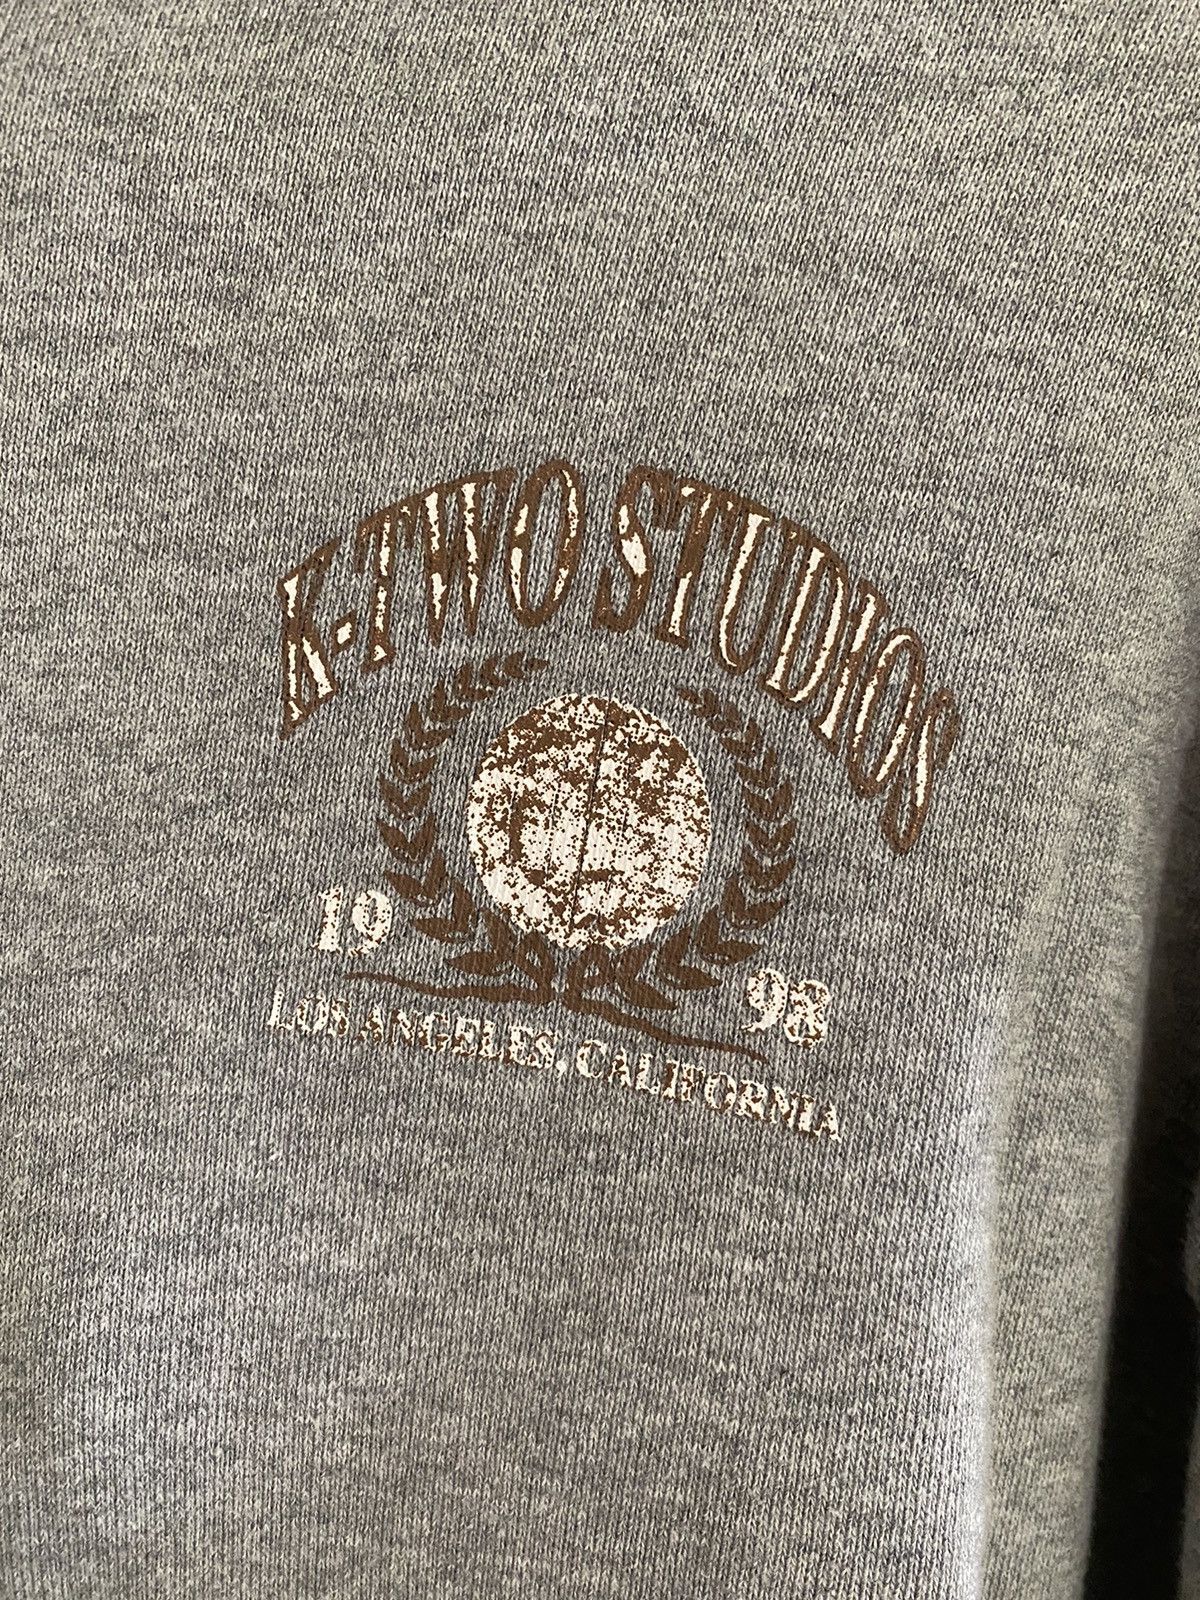 K-TWO STUDIOS
19 98
LOS ANGELES, CALIFORNIA